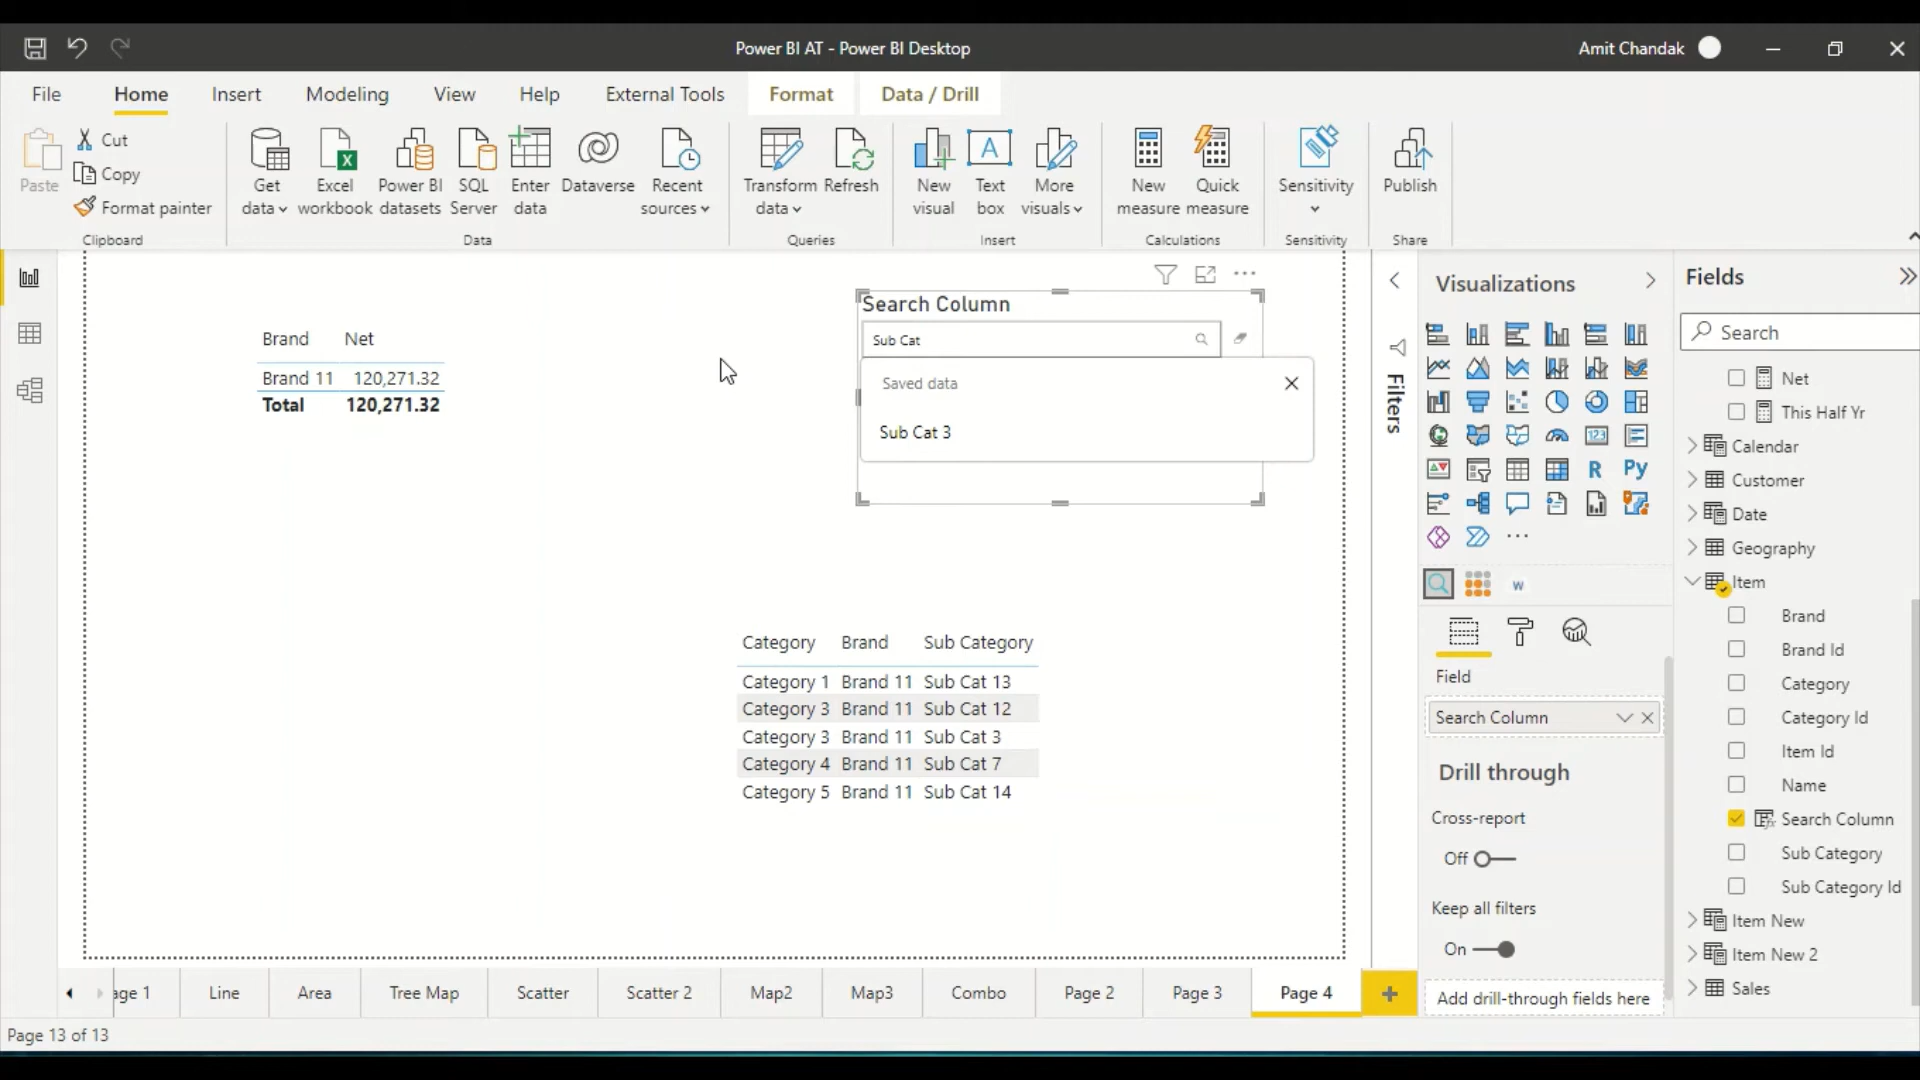 Power BI AT - Power BI Desktop
Amit Chandak
File
Home
Insert
Modeling
View
Help
External Tools
Format
Data / Drill
Paste
Cut
Copy
Format painter
Clipboard
Get data
Excel workbook
Power BI datasets
SQL Server
Enter data
Dataverse
Recent sources
Data
Transform data
Refresh
Queries
New visual
Text box
More visuals
Insert
New measure
Quick measure
Calculations
Sensitivity
Sensitivity
Publish
Share
Brand Net
Brand 11 120,271.32
Total 120,271.32
Search Column
Sub Cat
Saved data
Sub Cat 3
Category Brand Sub Category
Category 1 Brand 11 Sub Cat 13
Category 3 Brand 11 Sub Cat 12
Category 3 Brand 11 Sub Cat 3
Category 4 Brand 11 Sub Cat 7
Category 5 Brand 11 Sub Cat 14
Filters
Visualizations
123
R
Py
W
Field
Search Column
Drill through
Cross-report
Off
Keep all filters
On
Add drill-through fields here
Fields
Search
Net
This Half Yr
Calendar
Customer
Date
Geography
Item
Brand
Brand Id
Category
Category Id
Item Id
Name
Search Column
Sub Category
Sub Category Id
Item New
Item New 2
Sales
age 1
Line
Area
Tree Map
Scatter
Scatter 2
Map2
Map3
Combo
Page 2
Page 3
Page 4
Page 13 of 13